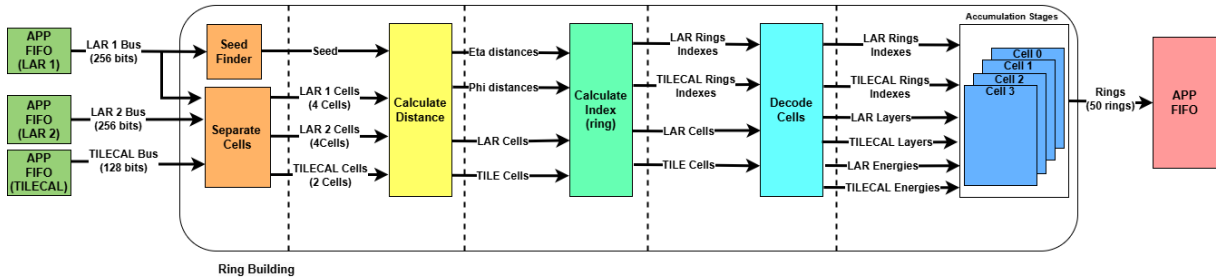 APP
FIFO
(LAR 1)
LAR 1 Bus
(256 bits)
APP
FIFO
(LAR 2)
LAR 2 Bus
(256 bits)
APP
FIFO
(TILECAL)
TILECAL Bus
(128 bits)
Seed
Finder
Separate
Cells
Seed
LAR 1 Cells
(4 Cells)
LAR 2 Cells
(4Cells)
TILECAL Cells
(2 Cells)
Calculate
Distance
Eta distances
Phi distances
LAR Cells
TILE Cells
Calculate
Index
(ring)
LAR Rings
Indexes
TILECAL Rings
Indexes
LAR Cells
TILE Cells
Decode
Cells
LAR Rings
Indexes
TILECAL Rings
Indexes
LAR Layers
TILECAL Layers
LAR Energies
TILECAL Energies
Accumulation Stages
Cell 0
Cell 1
Cell 2
Cell 3
Rings
(50 rings)
APP
FIFO
Ring Building